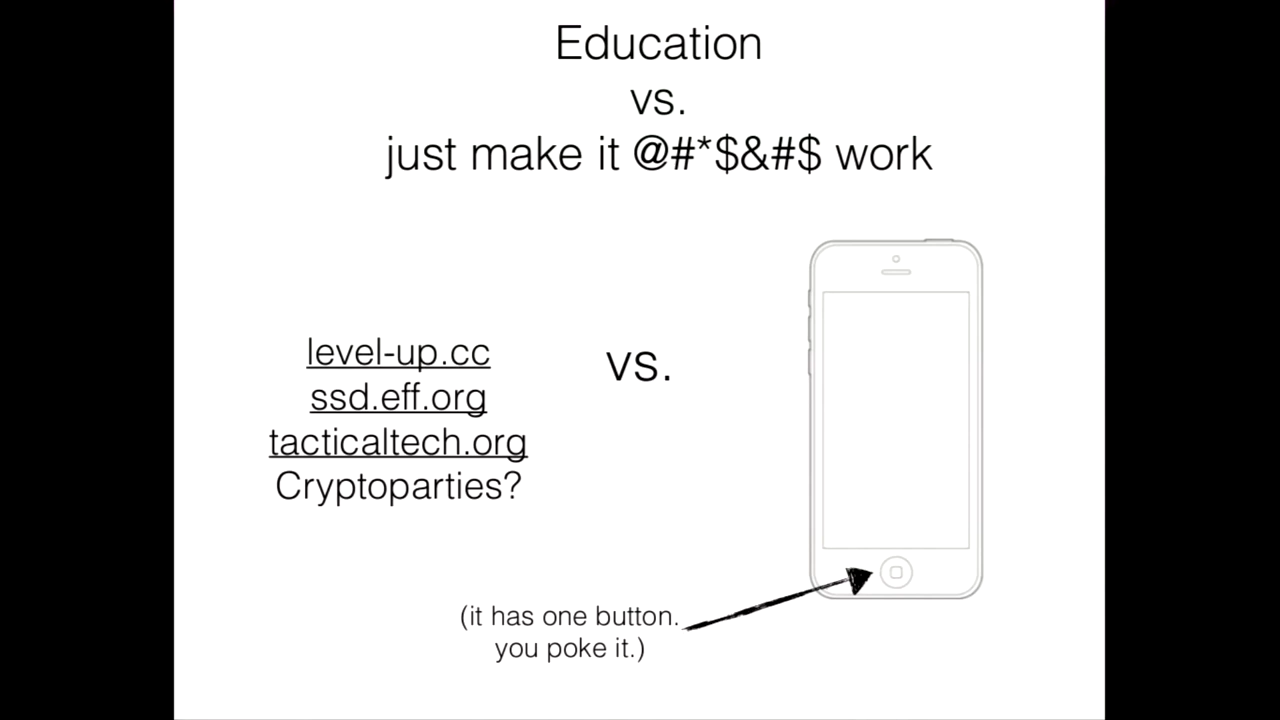 Education
vs.
just make it @#*$&#$ work
level-up.cc
ssd.eff.org
tacticaltech.org
Cryptoparties?
vs.
(it has one button.
you poke it.)